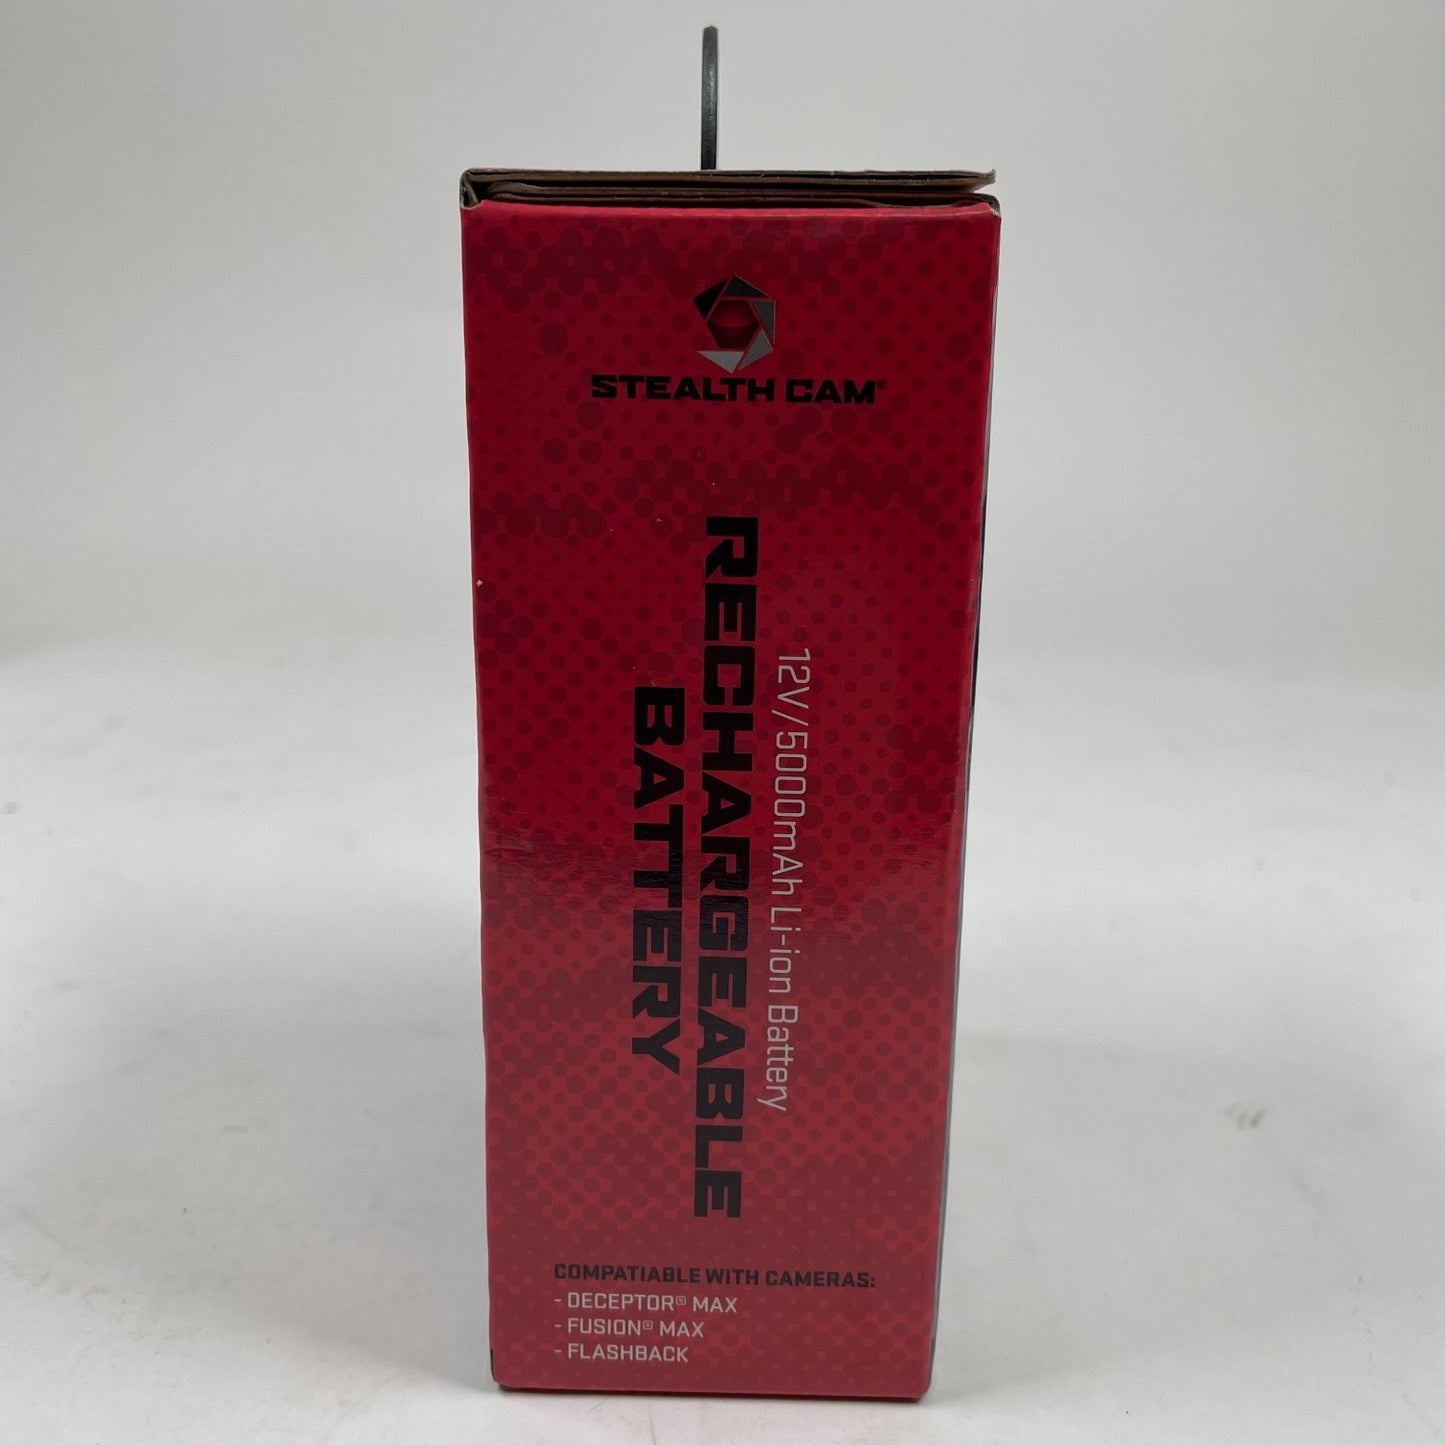 STEALTH CAM®
12V/5000mAh Li-ion Battery
RECHARGEABLE
BATTERY
COMPATIABLE WITH CAMERAS:
- DECEPTOR® MAX
- FUSION® MAX
- FLASHBACK